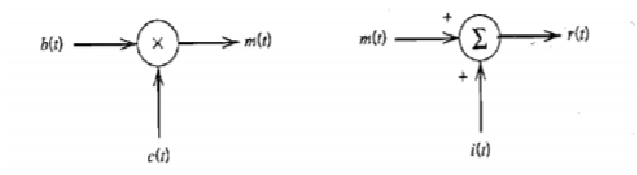 b(t) × m(t)
c(t)
m(t) + Σ r(t)
+
i(t)